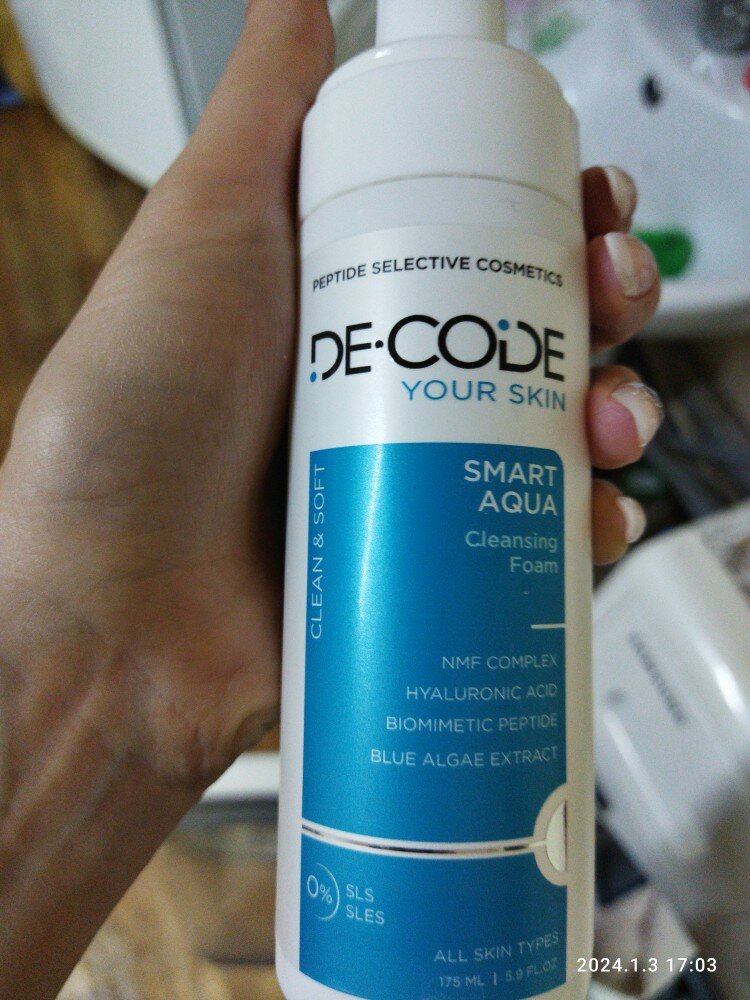 PEPTIDE SELECTIVE COSMETICS
DE·CODE
YOUR SKIN
CLEAN & SOFT
SMART
AQUA
Cleansing
Foam
NMF COMPLEX
HYALURONIC ACID
BIOMIMETIC PEPTIDE
BLUE ALGAE EXTRACT
0% SLS
SLES
ALL SKIN TYPES
175 ML | 5.9 FL.OZ
2024.1.3 17:03